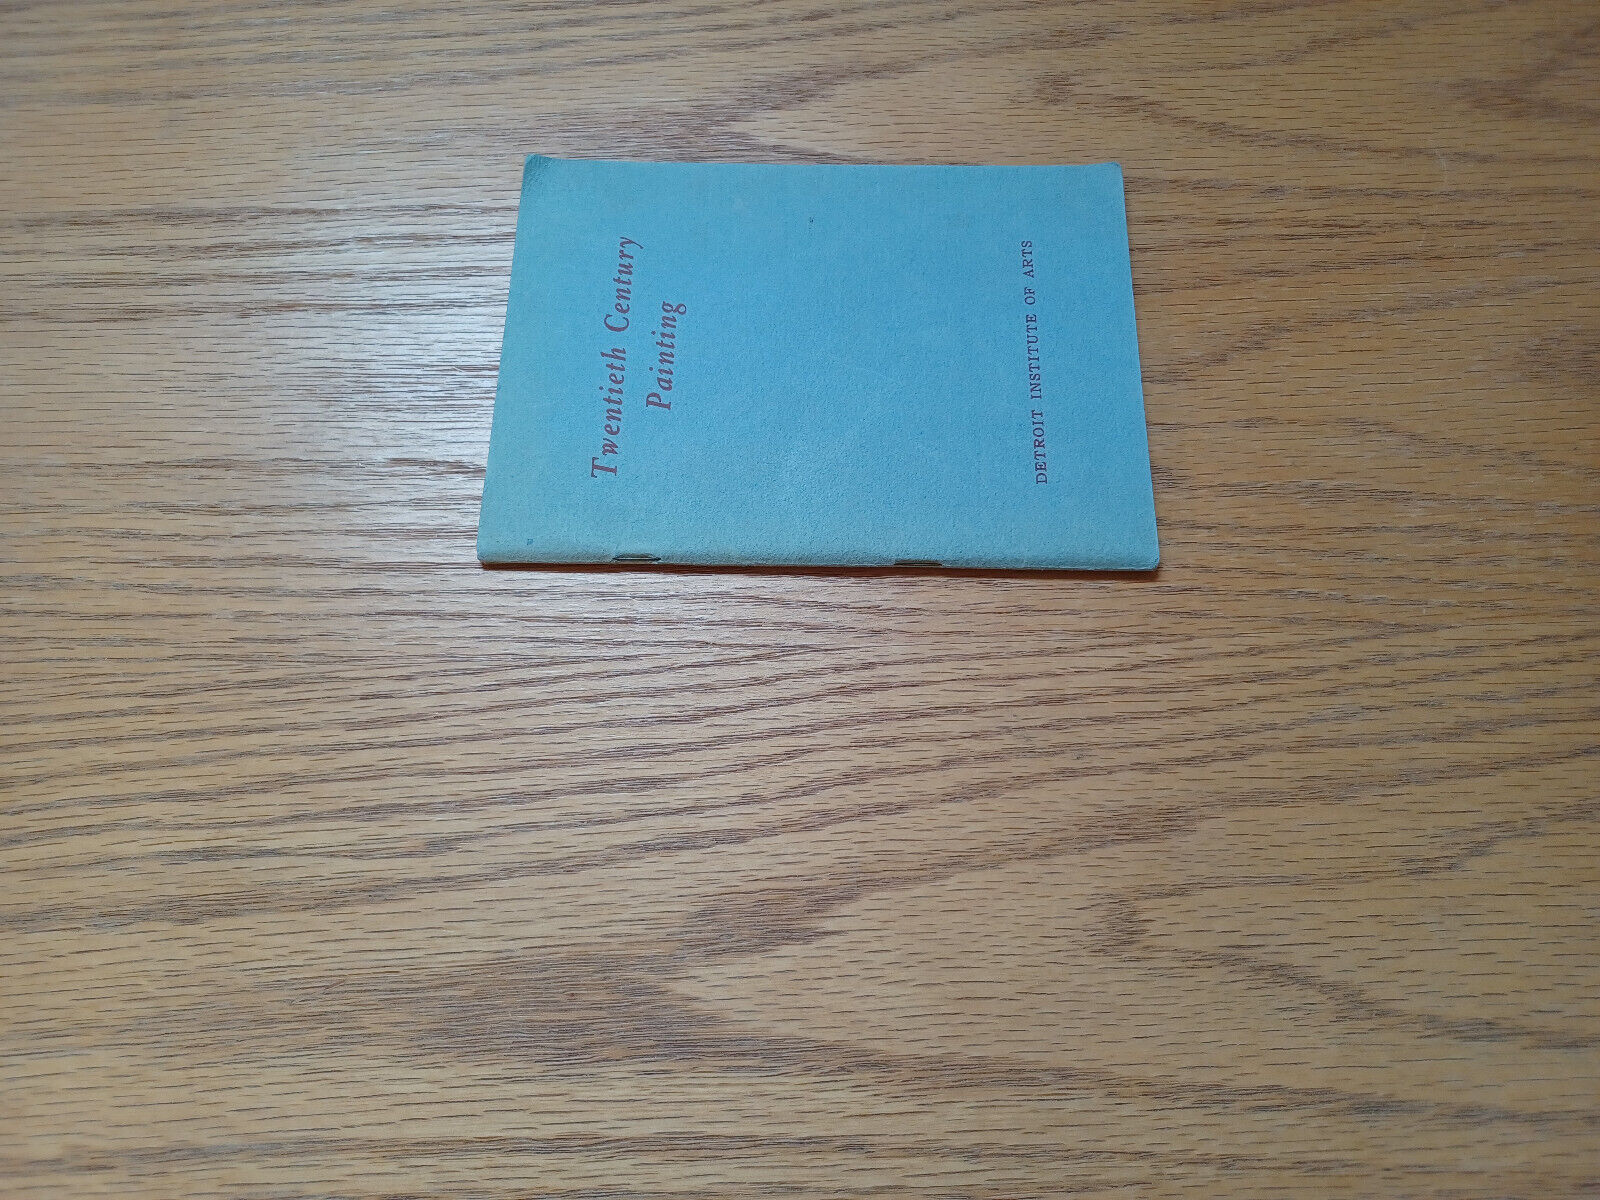 Twentieth Century
Painting
DETROIT INSTITUTE OF ARTS